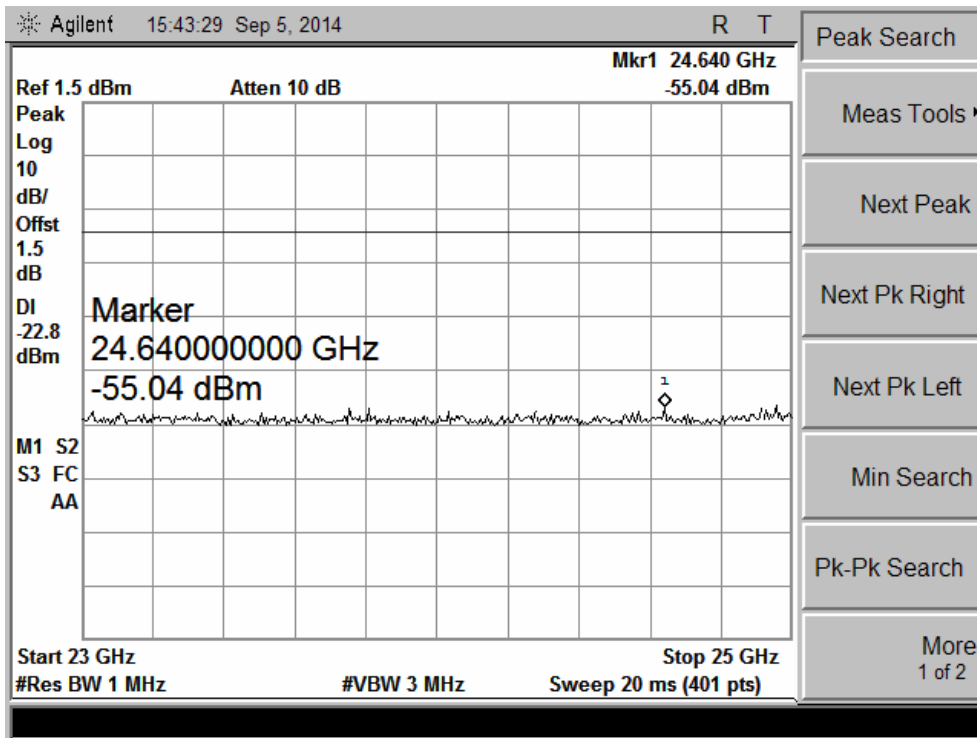 Agilent 15:43:29 Sep 5, 2014 R T
Mkr1 24.640 GHz
Ref 1.5 dBm Atten 10 dB -55.04 dBm
Peak
Log
10
dB/
Offst
1.5
dB
DI
-22.8
dBm
Marker
24.640000000 GHz
-55.04 dBm
1
M1 S2
S3 FC
AA
Start 23 GHz Stop 25 GHz
#Res BW 1 MHz #VBW 3 MHz Sweep 20 ms (401 pts)
Peak Search
Meas Tools
Next Peak
Next Pk Right
Next Pk Left
Min Search
Pk-Pk Search
More
1 of 2